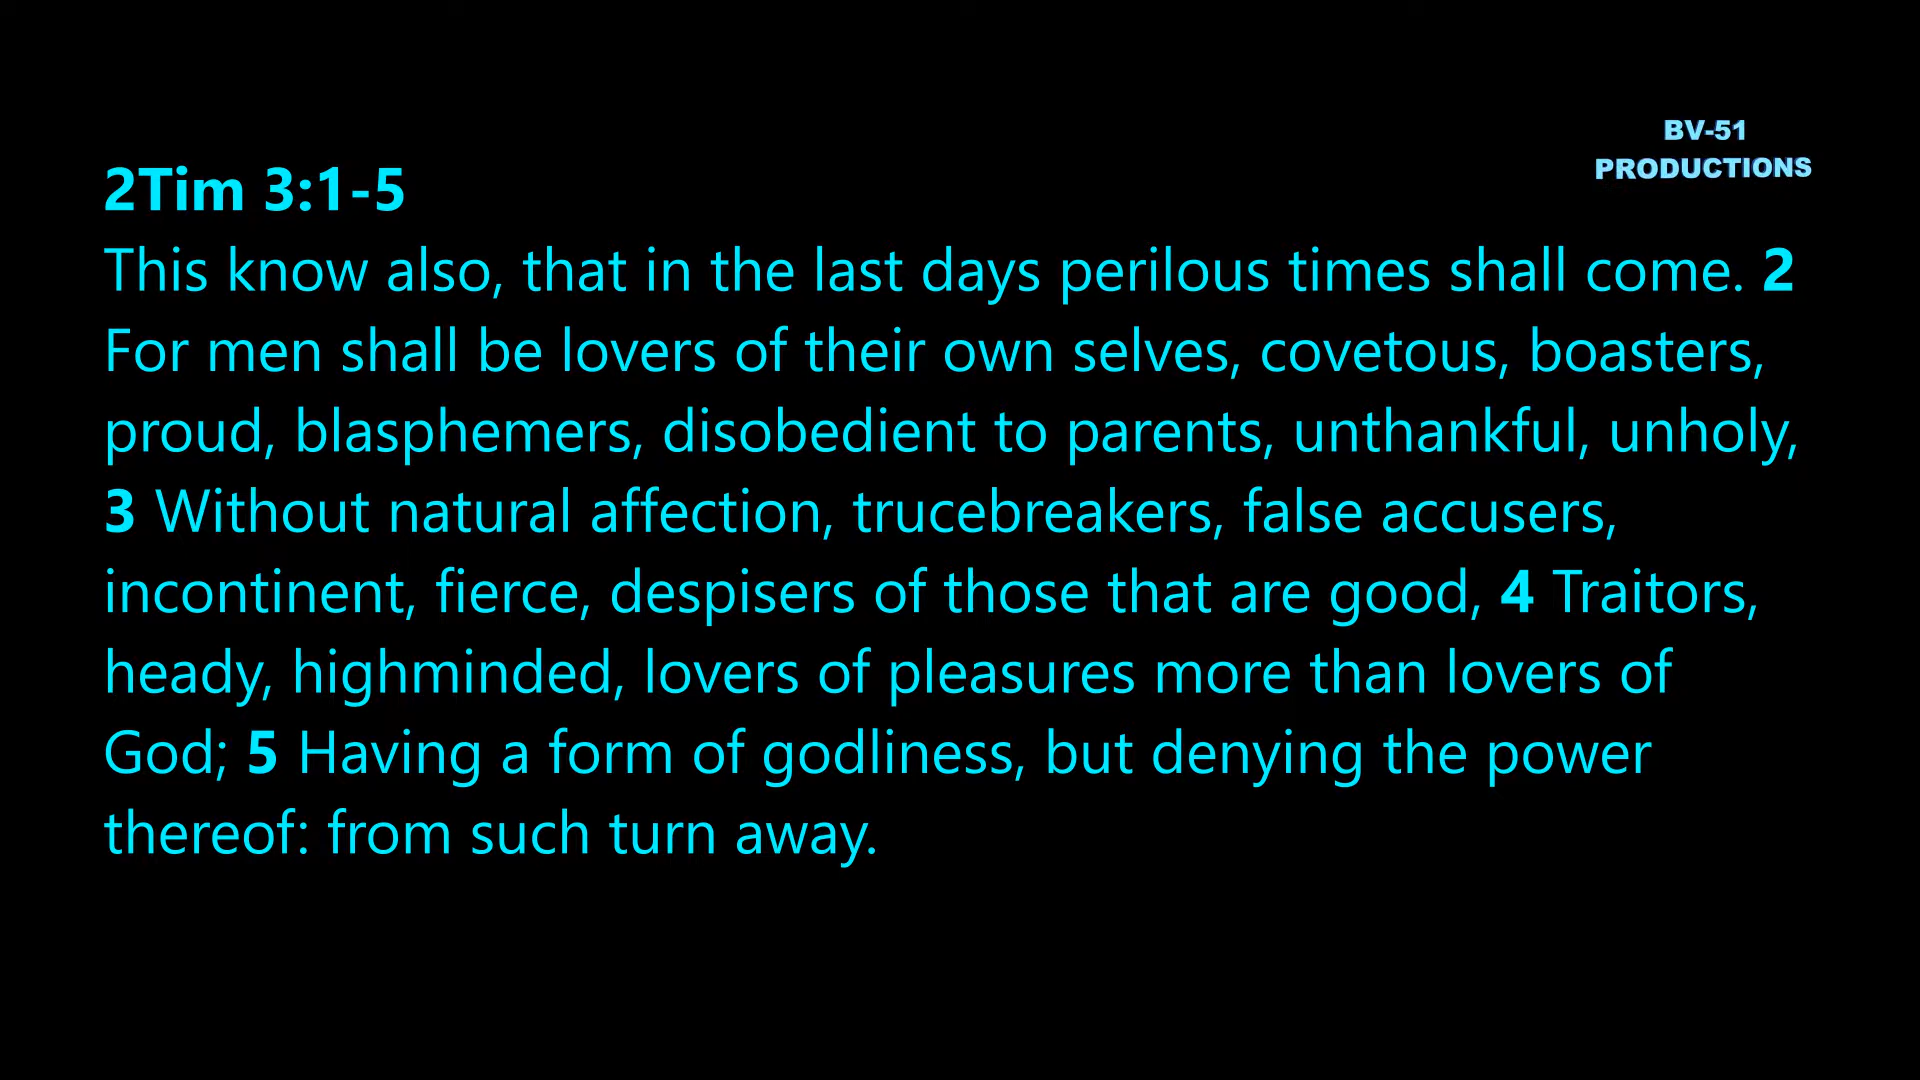 BV-51
PRODUCTIONS
2Tim 3:1-5
This know also, that in the last days perilous times shall come. 2
For men shall be lovers of their own selves, covetous, boasters,
proud, blasphemers, disobedient to parents, unthankful, unholy,
3 Without natural affection, trucebreakers, false accusers,
incontinent, fierce, despisers of those that are good, 4 Traitors,
heady, highminded, lovers of pleasures more than lovers of
God; 5 Having a form of godliness, but denying the power
thereof: from such turn away.